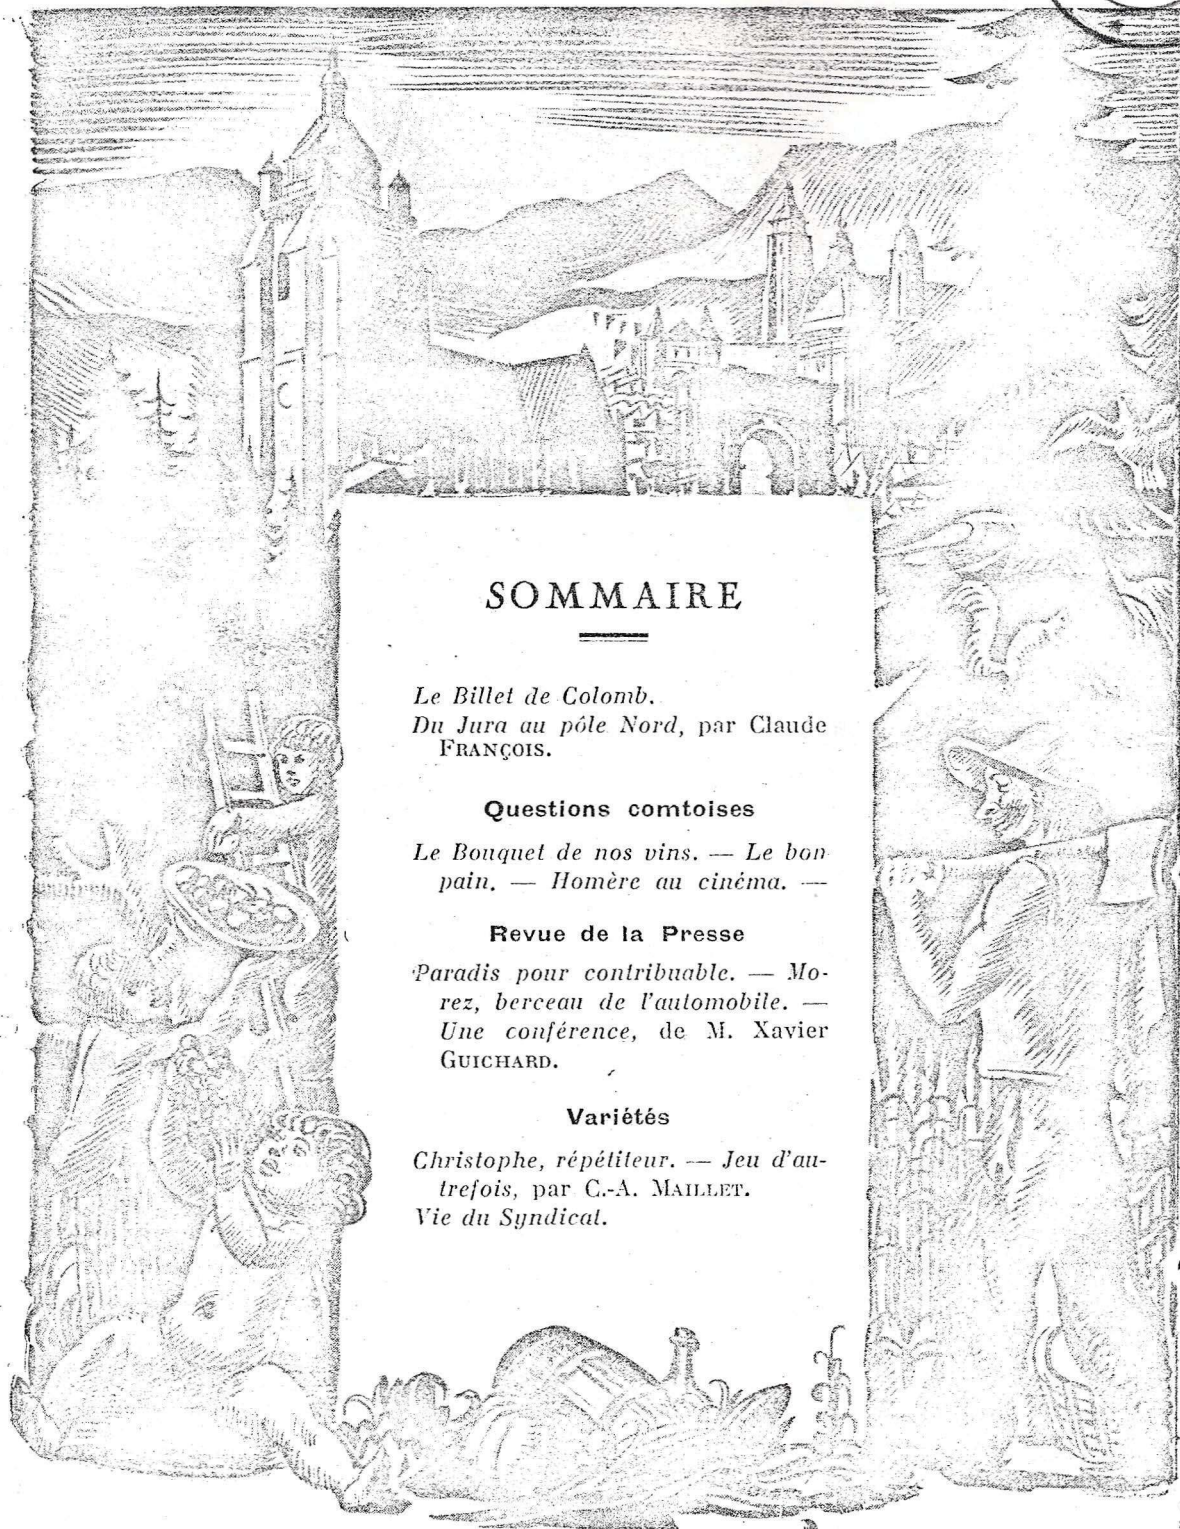 SOMMAIRE
Le Billet de Colomb.
Du Jura au pôle Nord, par Claude
FRANÇOIS.
Questions comtoises
Le Bouquet de nos vins. — Le bon
pain. — Homère au cinéma. —
Revue de la Presse
Paradis pour contribuable. — Mo-
rez, berceau de l'automobile. —
Une conférence, de M. Xavier
GUICHARD.
Variétés
Christophe, répétiteur. — Jeu d'au-
trefois, par C.-A. MAILLET.
Vie du Syndicat.